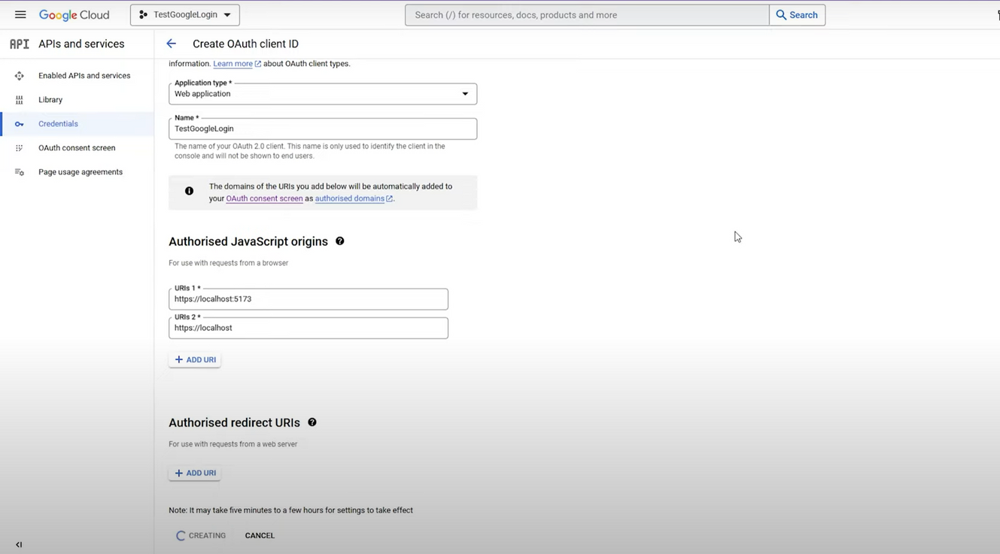 Google Cloud
TestGoogleLogin
Search (/) for resources, docs, products and more
Search
API APIs and services
Create OAuth client ID
Enabled APIs and services
Library
Credentials
OAuth consent screen
Page usage agreements
information. Learn more about OAuth client types.
Application type *
Web application
Name *
TestGoogleLogin
The name of your OAuth 2.0 client. This name is only used to identify the client in the
console and will not be shown to end users.
The domains of the URIs you add below will be automatically added to
your OAuth consent screen as authorised domains.
Authorised JavaScript origins
For use with requests from a browser
URIs 1 *
https://localhost:5173
URIs 2 *
https://localhost
+ ADD URI
Authorised redirect URIs
For use with requests from a web server
+ ADD URI
Note: It may take five minutes to a few hours for settings to take effect
CREATING
CANCEL